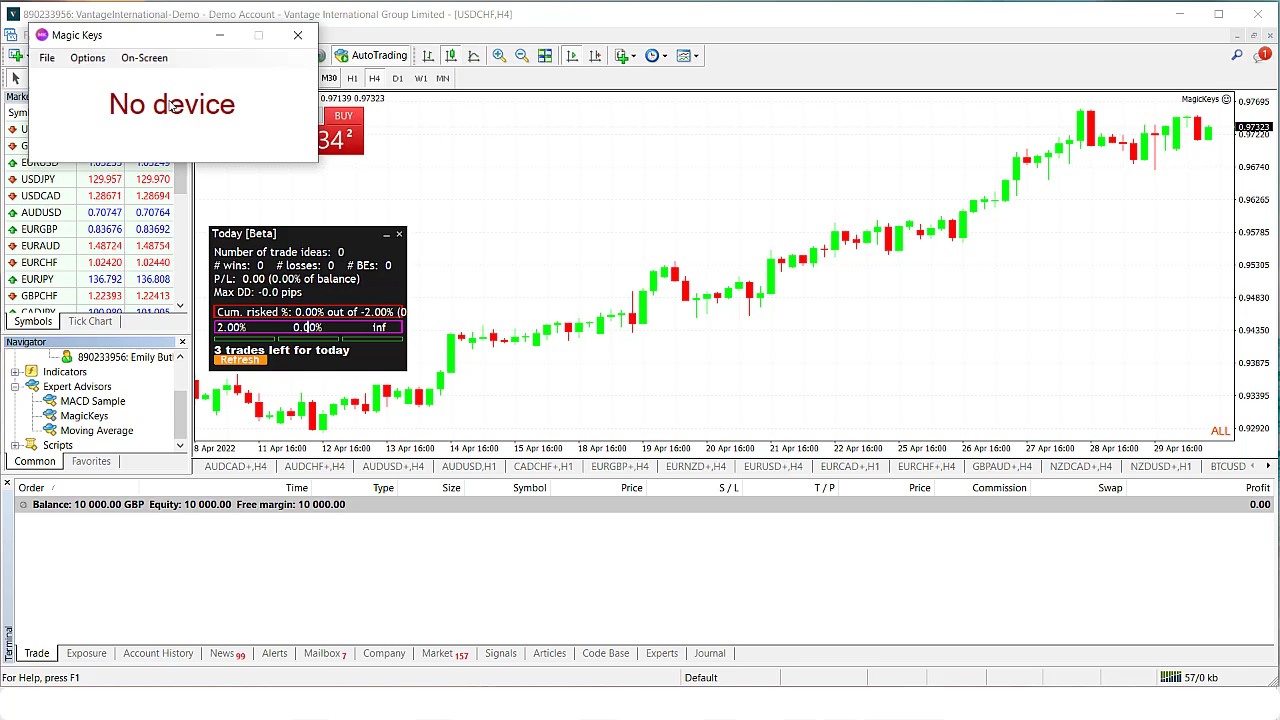 890233956: VantageInternational-Demo - Demo Account - Vantage International Group Limited - [USDCHF,H4]
Magic Keys
File Options On-Screen
No device
AutoTrading
1
M30 H1 H4 D1 W1 MN
0.97139 0.97323
BUY
34 2
MagicKeys
USDJPY 129.957 129.970
USDCAD 1.28671 1.28694
AUDUSD 0.70747 0.70764
EURGBP 0.83676 0.83692
EURAUD 1.48724 1.48754
EURCHF 1.02420 1.02440
EURJPY 136.792 136.808
GBPCHF 1.22393 1.22413
Symbols Tick Chart
Navigator
890233956: Emily But
Indicators
Expert Advisors
MACD Sample
MagicKeys
Moving Average
Scripts
Common Favorites
Today [Beta]
Number of trade ideas: 0
# wins: 0 # losses: 0 # BEs: 0
P/L: 0.00 (0.00% of balance)
Max DD: -0.0 pips
Cum. risked %: 0.00% out of -2.00% (0
2.00% 0.00% inf
3 trades left for today
Refresh
0.97695
0.97323
0.97220
0.96740
0.96265
0.95785
0.95305
0.94830
0.94350
0.93875
0.93395
0.92920
ALL
8 Apr 2022 11 Apr 16:00 12 Apr 16:00 13 Apr 16:00 14 Apr 16:00 15 Apr 16:00 18 Apr 16:00 19 Apr 16:00 20 Apr 16:00 21 Apr 16:00 22 Apr 16:00 25 Apr 16:00 26 Apr 16:00 27 Apr 16:00 28 Apr 16:00 29 Apr 16:00
AUDCAD+,H4 AUDCHF+,H4 AUDUSD+,H4 AUDUSD,H1 CADCHF+,H1 EURGBP+,H4 EURNZD+,H4 EURUSD+,H4 EURCAD+,H1 EURCHF+,H4 GBPAUD+,H4 NZDCAD+,H4 NZDUSD+,H1 BTCUSD
Order / Time Type Size Symbol Price S / L T / P Price Commission Swap Profit
Balance: 10 000.00 GBP Equity: 10 000.00 Free margin: 10 000.00 0.00
Terminal
Trade Exposure Account History News 99 Alerts Mailbox 7 Company Market 157 Signals Articles Code Base Experts Journal
For Help, press F1 Default 57/0 kb